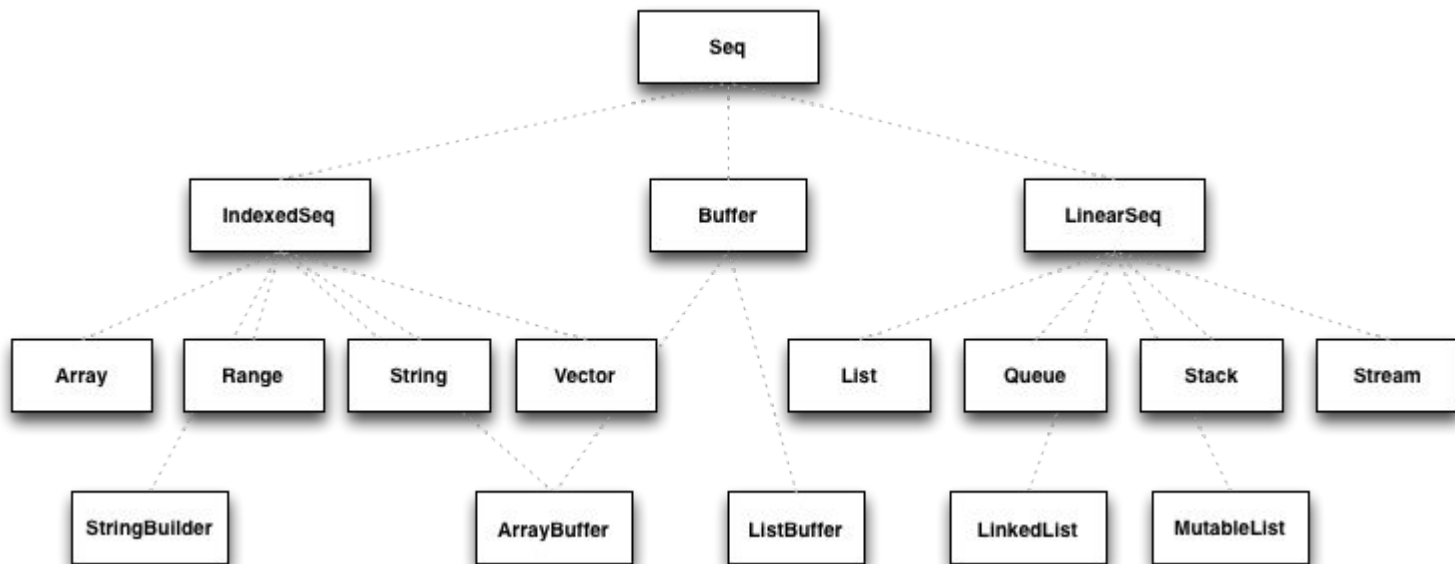 Seq
IndexedSeq
Buffer
LinearSeq
Array
Range
String
Vector
List
Queue
Stack
Stream
StringBuilder
ArrayBuffer
ListBuffer
LinkedList
MutableList